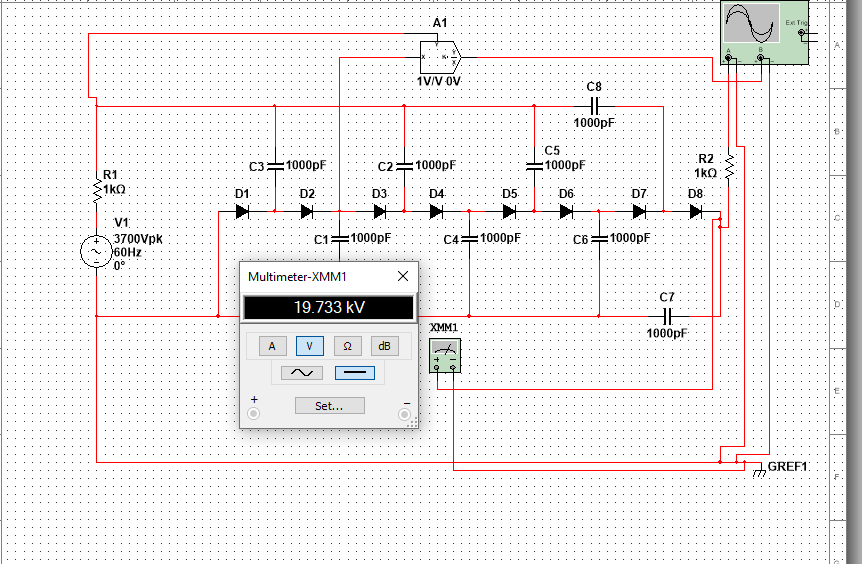 A1
Ext Trig
A
B
Y
X
1V/V 0V
C8
1000pF
C3
1000pF
C2
1000pF
C5
1000pF
R2
1kΩ
R1
1kΩ
D1
D2
D3
D4
D5
D6
D7
D8
V1
3700Vpk
60Hz
0°
C1
1000pF
C4
1000pF
C6
1000pF
Multimeter-XMM1
19.733 kV
C7
1000pF
XMM1
A
V
Ω
dB
Set...
GREF1
A
B
C
D
E
F